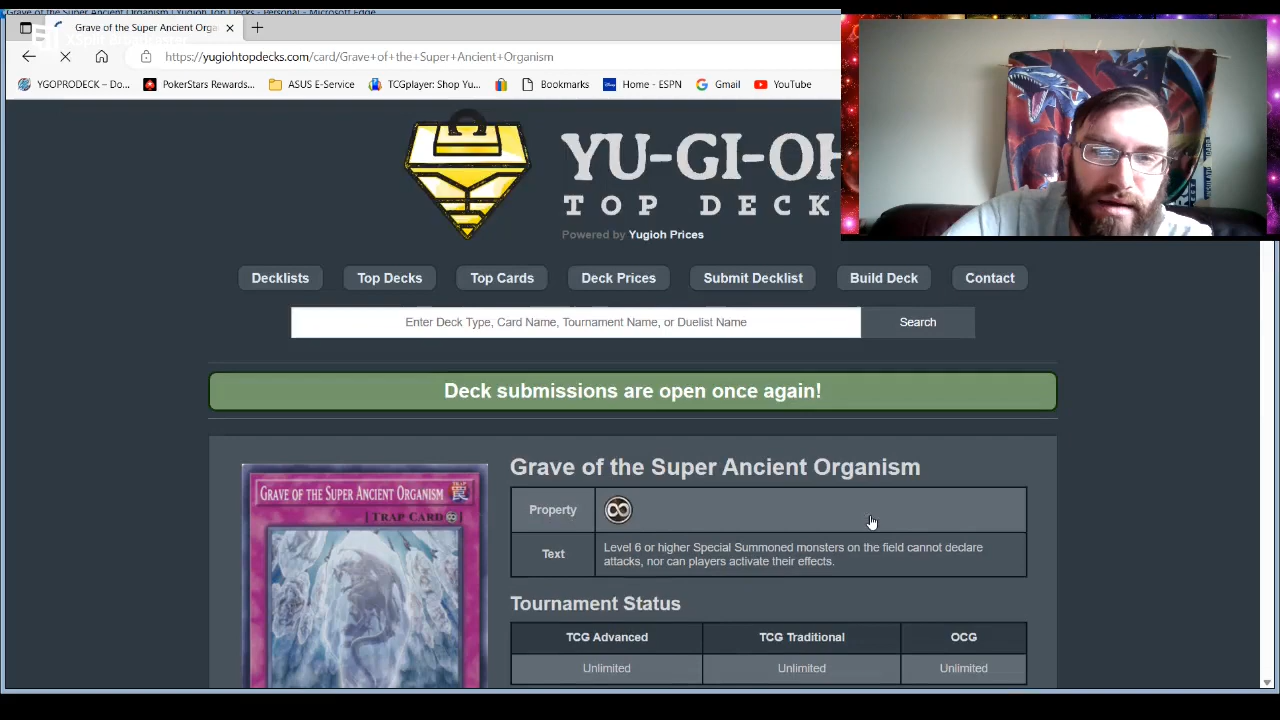 Grave of the Super Ancient Organism | Yugioh Top Decks - Personal - Microsoft Edge
Grave of the Super Ancient Orga
https://yugiohtopdecks.com/card/Grave+of+the+Super+Ancient+Organism
YGOPRODECK – Do...
PokerStars Rewards...
ASUS E-Service
TCGplayer: Shop Yu...
Bookmarks
Home - ESPN
Gmail
YouTube
YU-GI-OH
TOP DECK
Powered by Yugioh Prices
Decklists
Top Decks
Top Cards
Deck Prices
Submit Decklist
Build Deck
Contact
Enter Deck Type, Card Name, Tournament Name, or Duelist Name
Search
Deck submissions are open once again!
Grave of the Super Ancient Organism
GRAVE OF THE SUPER ANCIENT ORGANISM
[TRAP CARD ]
Property
Text
Level 6 or higher Special Summoned monsters on the field cannot declare
attacks, nor can players activate their effects.
Tournament Status
TCG Advanced
TCG Traditional
OCG
Unlimited
Unlimited
Unlimited